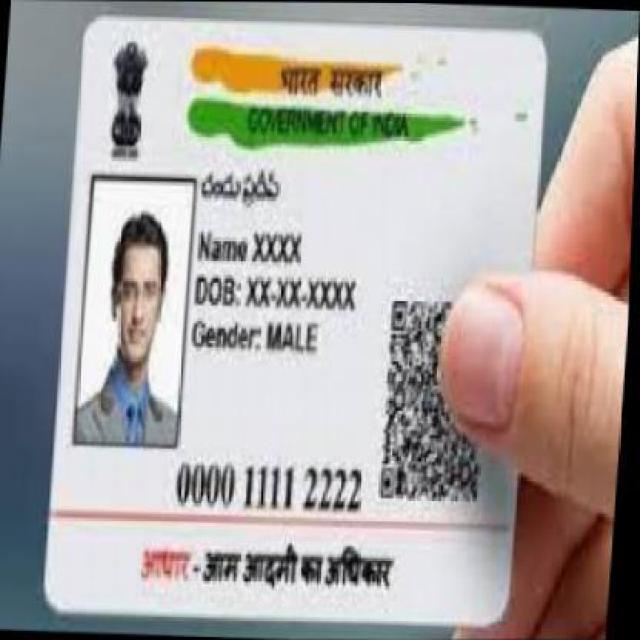 भारत सरकार
GOVERNMENT OF INDIA
చందు ప్రదీప
Name XXXX
DOB: XX-XX-XXXX
Gender: MALE
0000 1111 2222
आधार - आम आदमी का अधिकार